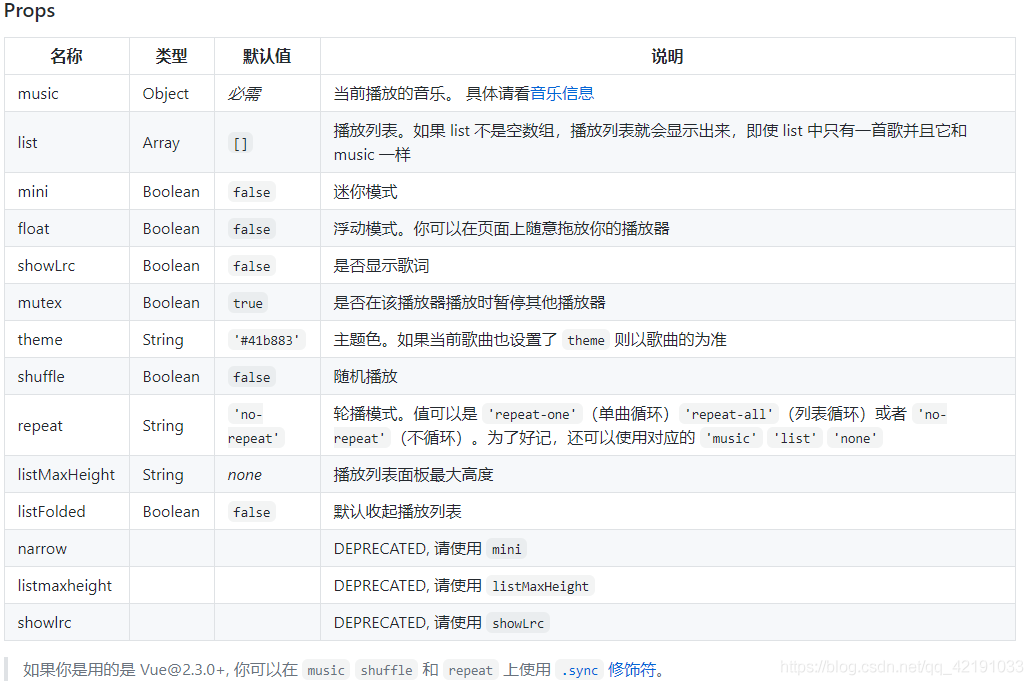 Props
名称 类型 默认值 说明
music Object 必需 当前播放的音乐。 具体请看音乐信息
list Array [] 播放列表。如果 list 不是空数组，播放列表就会显示出来，即使 list 中只有一首歌并且它和
music 一样
mini Boolean false 迷你模式
float Boolean false 浮动模式。你可以在页面上随意拖放你的播放器
showLrc Boolean false 是否显示歌词
mutex Boolean true 是否在该播放器播放时暂停其他播放器
theme String '#41b883' 主题色。如果当前歌曲也设置了 theme 则以歌曲的为准
shuffle Boolean false 随机播放
repeat String 'no-repeat' 轮播模式。值可以是 'repeat-one'（单曲循环） 'repeat-all'（列表循环）或者 'no-
repeat'（不循环）。为了好记，还可以使用对应的 'music' 'list' 'none'
listMaxHeight String none 播放列表面板最大高度
listFolded Boolean false 默认收起播放列表
narrow DEPRECATED, 请使用 mini
listmaxheight DEPRECATED, 请使用 listMaxHeight
showlrc DEPRECATED, 请使用 showLrc
如果你是用的是 Vue@2.3.0+, 你可以在 music shuffle 和 repeat 上使用 .sync 修饰符。
https://blog.csdn.net/qq_42191033